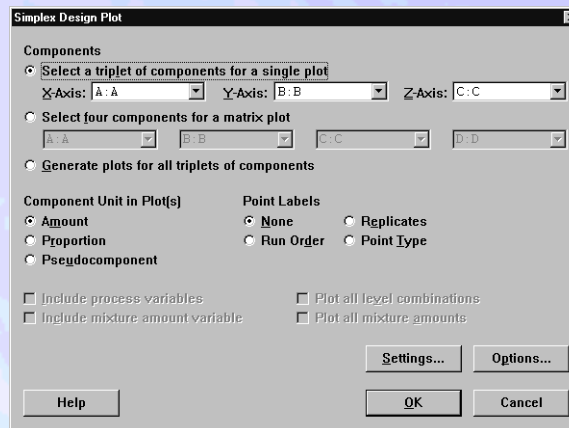 Simplex Design Plot
Components
Select a triplet of components for a single plot
X-Axis: A:A Y-Axis: B:B Z-Axis: C:C
Select four components for a matrix plot
A:A B:B C:C D:D
Generate plots for all triplets of components
Component Unit in Plot(s) Point Labels
Amount None Replicates
Proportion Run Order Point Type
Pseudocomponent
Include process variables Plot all level combinations
Include mixture amount variable Plot all mixture amounts
Settings... Options...
Help OK Cancel